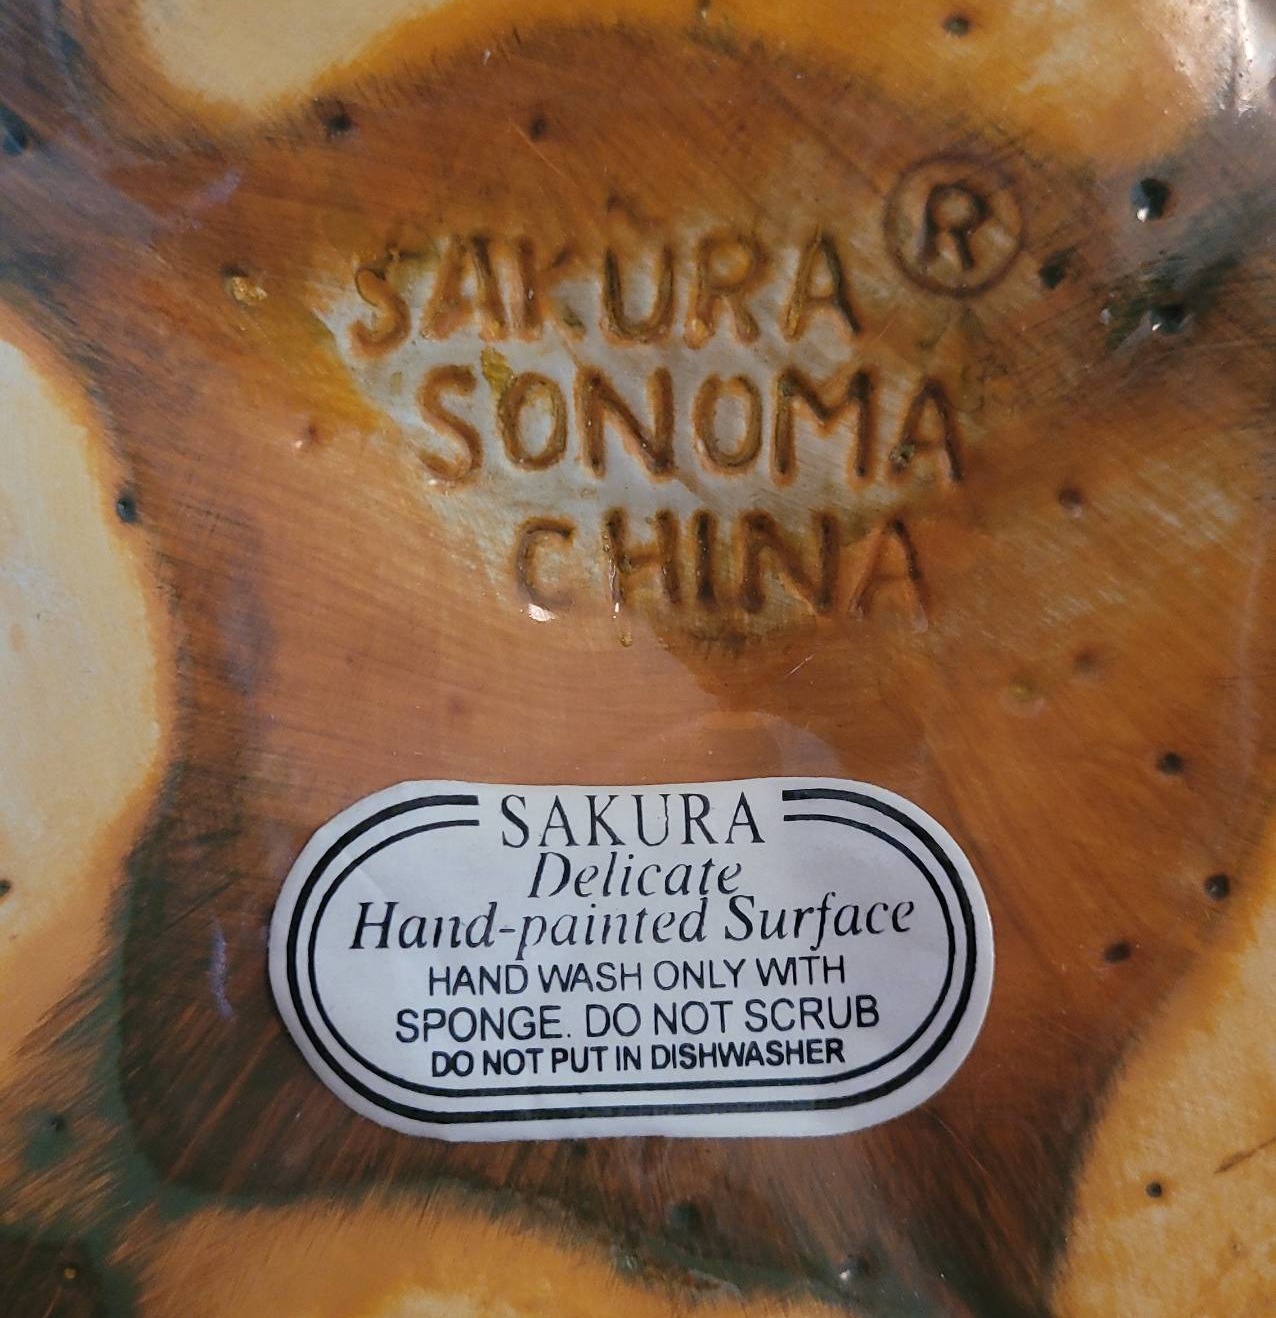 SAKURA ®
SONOMA
CHINA
SAKURA
Delicate
Hand-painted Surface
HAND WASH ONLY WITH
SPONGE. DO NOT SCRUB
DO NOT PUT IN DISHWASHER